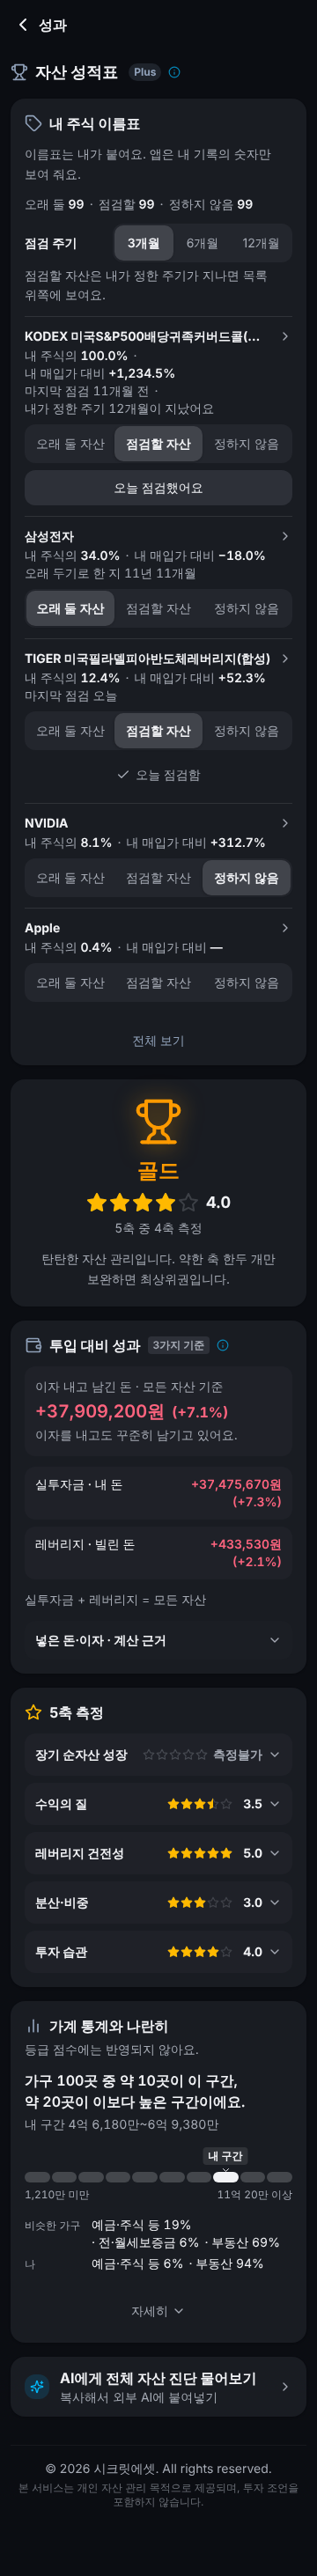 성과
자산 성적표 Plus
내 주식 이름표
이름표는 내가 붙여요. 앱은 내 기록의 숫자만
보여 줘요.
오래 둘 99 · 점검할 99 · 정하지 않음 99
점검 주기 3개월 6개월 12개월
점검할 자산은 내가 정한 주기가 지나면 목록
위쪽에 보여요.
KODEX 미국S&P500배당귀족커버드콜(...
내 주식의 100.0% ·
내 매입가 대비 +1,234.5%
마지막 점검 11개월 전 ·
내가 정한 주기 12개월이 지났어요
오래 둘 자산 점검할 자산 정하지 않음
오늘 점검했어요
삼성전자
내 주식의 34.0% · 내 매입가 대비 −18.0%
오래 두기로 한 지 11년 11개월
오래 둘 자산 점검할 자산 정하지 않음
TIGER 미국필라델피아반도체레버리지(합성)
내 주식의 12.4% · 내 매입가 대비 +52.3%
마지막 점검 오늘
오래 둘 자산 점검할 자산 정하지 않음
오늘 점검함
NVIDIA
내 주식의 8.1% · 내 매입가 대비 +312.7%
오래 둘 자산 점검할 자산 정하지 않음
Apple
내 주식의 0.4% · 내 매입가 대비 —
오래 둘 자산 점검할 자산 정하지 않음
전체 보기
골드
4.0
5축 중 4축 측정
탄탄한 자산 관리입니다. 약한 축 한두 개만
보완하면 최상위권입니다.
투입 대비 성과 3가지 기준
이자 내고 남긴 돈 · 모든 자산 기준
+37,909,200원 (+7.1%)
이자를 내고도 꾸준히 남기고 있어요.
실투자금 · 내 돈 +37,475,670원
(+7.3%)
레버리지 · 빌린 돈 +433,530원
(+2.1%)
실투자금 + 레버리지 = 모든 자산
넣은 돈·이자 · 계산 근거
5축 측정
장기 순자산 성장 측정불가
수익의 질 3.5
레버리지 건전성 5.0
분산·비중 3.0
투자 습관 4.0
가계 통계와 나란히
등급 점수에는 반영되지 않아요.
가구 100곳 중 약 10곳이 이 구간,
약 20곳이 이보다 높은 구간이에요.
내 구간 4억 6,180만~6억 9,380만
내 구간
1,210만 미만 11억 20만 이상
비슷한 가구 예금·주식 등 19%
· 전·월세보증금 6% · 부동산 69%
나 예금·주식 등 6% · 부동산 94%
자세히
AI에게 전체 자산 진단 물어보기
복사해서 외부 AI에 붙여넣기
© 2026 시크릿에셋. All rights reserved.
본 서비스는 개인 자산 관리 목적으로 제공되며, 투자 조언을
포함하지 않습니다.